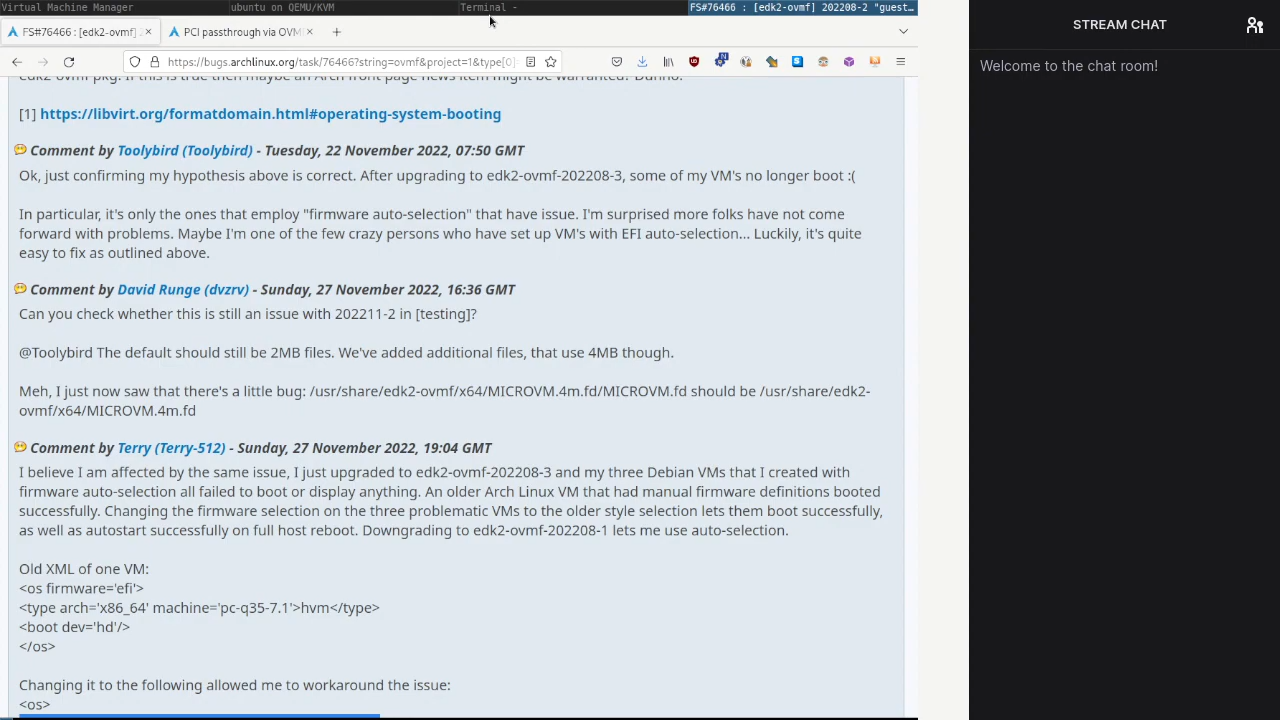 Virtual Machine Manager
ubuntu on QEMU/KVM
Terminal -
FS#76466 : [edk2-ovmf] 202208-2 "guest…
FS#76466 : [edk2-ovmf]
PCI passthrough via OVM
https://bugs.archlinux.org/task/76466?string=ovmf&project=1&type[0]
[1] https://libvirt.org/formatdomain.html#operating-system-booting
Comment by Toolybird (Toolybird) - Tuesday, 22 November 2022, 07:50 GMT
Ok, just confirming my hypothesis above is correct. After upgrading to edk2-ovmf-202208-3, some of my VM's no longer boot :(
In particular, it's only the ones that employ "firmware auto-selection" that have issue. I'm surprised more folks have not come
forward with problems. Maybe I'm one of the few crazy persons who have set up VM's with EFI auto-selection... Luckily, it's quite
easy to fix as outlined above.
Comment by David Runge (dvzrv) - Sunday, 27 November 2022, 16:36 GMT
Can you check whether this is still an issue with 202211-2 in [testing]?
@Toolybird The default should still be 2MB files. We've added additional files, that use 4MB though.
Meh, I just now saw that there's a little bug: /usr/share/edk2-ovmf/x64/MICROVM.4m.fd/MICROVM.fd should be /usr/share/edk2-
ovmf/x64/MICROVM.4m.fd
Comment by Terry (Terry-512) - Sunday, 27 November 2022, 19:04 GMT
I believe I am affected by the same issue, I just upgraded to edk2-ovmf-202208-3 and my three Debian VMs that I created with
firmware auto-selection all failed to boot or display anything. An older Arch Linux VM that had manual firmware definitions booted
successfully. Changing the firmware selection on the three problematic VMs to the older style selection lets them boot successfully,
as well as autostart successfully on full host reboot. Downgrading to edk2-ovmf-202208-1 lets me use auto-selection.
Old XML of one VM:
<os firmware='efi'>
<type arch='x86_64' machine='pc-q35-7.1'>hvm</type>
<boot dev='hd'/>
</os>
Changing it to the following allowed me to workaround the issue:
<os>
STREAM CHAT
Welcome to the chat room!